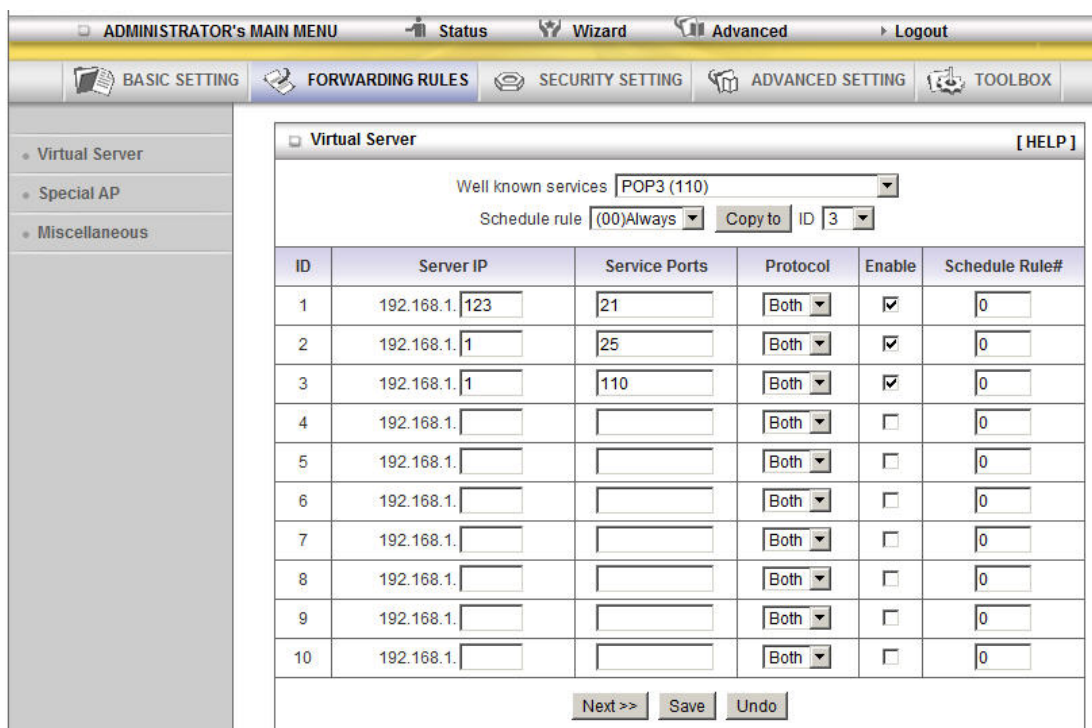 ADMINISTRATOR's MAIN MENU Status Wizard Advanced Logout
BASIC SETTING FORWARDING RULES SECURITY SETTING ADVANCED SETTING TOOLBOX
Virtual Server
Special AP
Miscellaneous
Virtual Server [ HELP ]
Well known services POP3 (110)
Schedule rule (00)Always Copy to ID 3
ID Server IP Service Ports Protocol Enable Schedule Rule#
1 192.168.1. 123 21 Both 0
2 192.168.1. 1 25 Both 0
3 192.168.1. 1 110 Both 0
4 192.168.1. Both 0
5 192.168.1. Both 0
6 192.168.1. Both 0
7 192.168.1. Both 0
8 192.168.1. Both 0
9 192.168.1. Both 0
10 192.168.1. Both 0
Next >> Save Undo